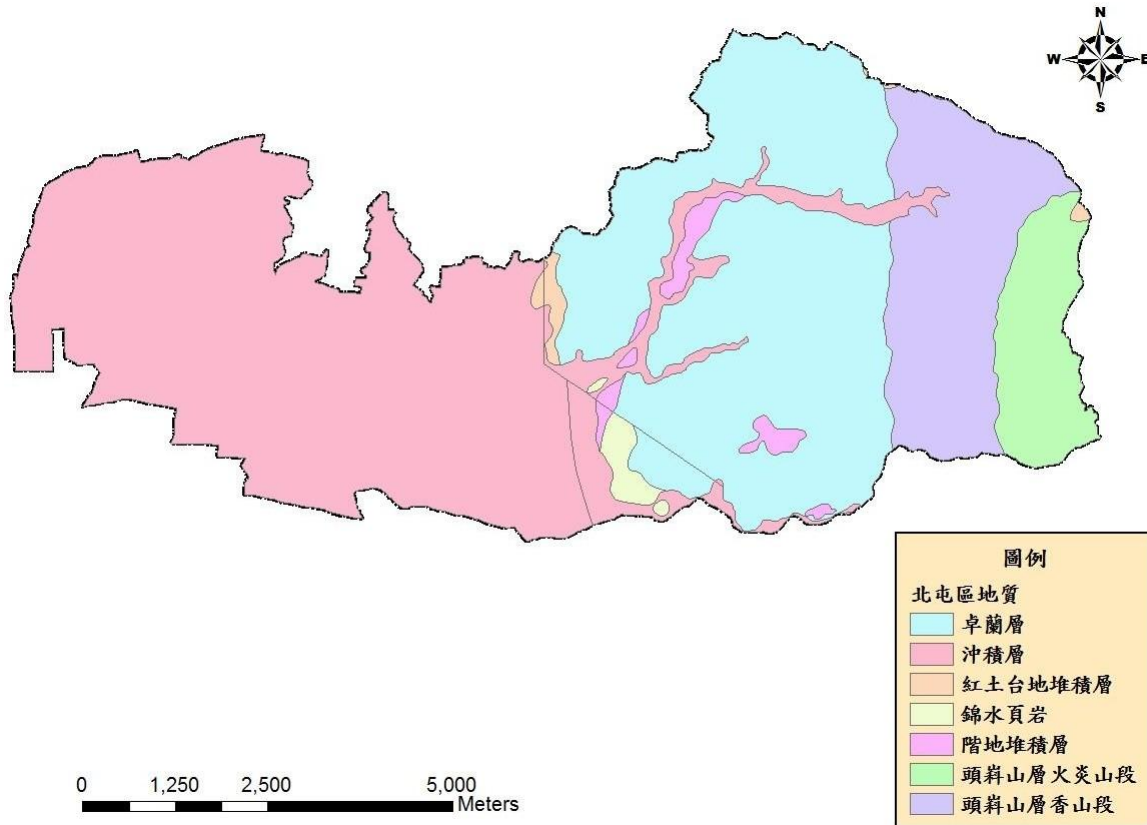 N
W E
S
圖例
北屯區地質
卓蘭層
沖積層
紅土台地堆積層
錦水頁岩
階地堆積層
頭嵙山層火炎山段
頭嵙山層香山段
0 1,250 2,500 5,000
Meters